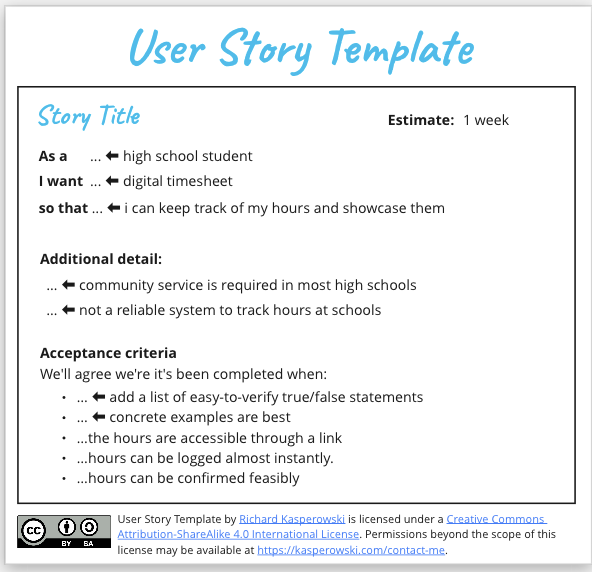 User Story Template
Story Title
Estimate: 1 week
As a ... ⬅ high school student
I want ... ⬅ digital timesheet
so that ... ⬅ i can keep track of my hours and showcase them
Additional detail:
... ⬅ community service is required in most high schools
... ⬅ not a reliable system to track hours at schools
Acceptance criteria
We'll agree we're it's been completed when:
• ... ⬅ add a list of easy-to-verify true/false statements
• ... ⬅ concrete examples are best
• ...the hours are accessible through a link
• ...hours can be logged almost instantly.
• ...hours can be confirmed feasibly
cc BY SA
User Story Template by Richard Kasperowski is licensed under a Creative Commons
Attribution-ShareAlike 4.0 International License. Permissions beyond the scope of this
license may be available at https://kasperowski.com/contact-me.